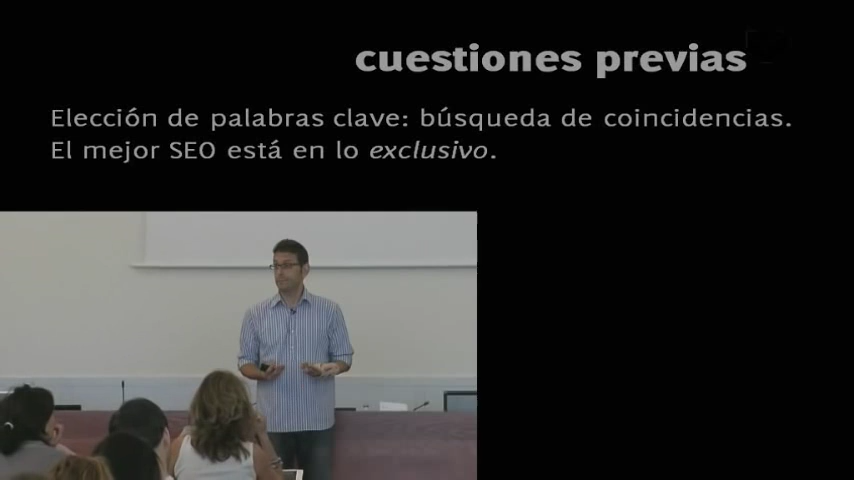 cuestiones previas
Elección de palabras clave: búsqueda de coincidencias.
El mejor SEO está en lo exclusivo.